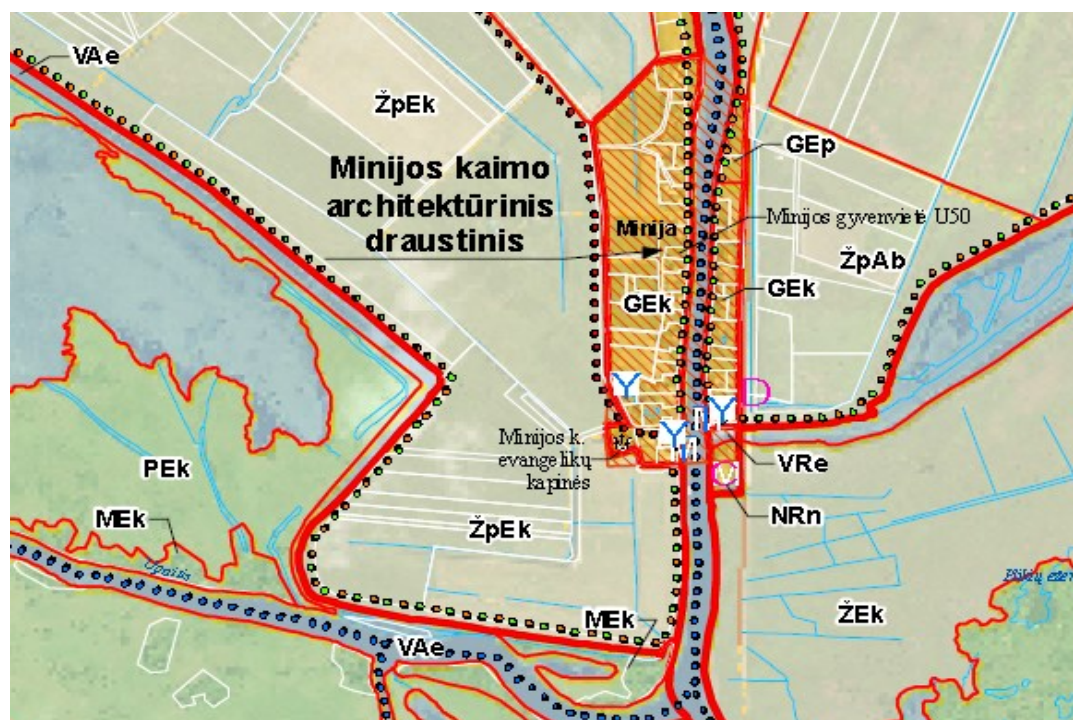 VAe
ŽpEk
GEp
Minijos kaimo
architektūrinis
draustinis
Minija
Minijos gyvenvietė U50
ŽpAb
GEk
GEk
Minijos k.
evangelikų
kapinės
PEk
VRe
MEk
NRn
ŽpEk
Upaitis
MEk
ŽEk
VAe